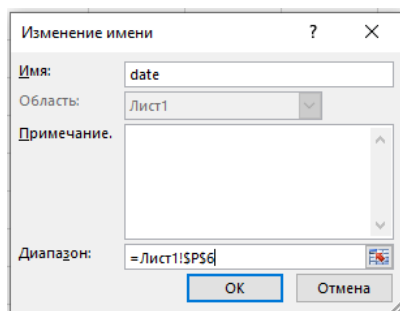 Изменение имени ? ×
Имя: date
Область: Лист1
Примечание.
Диапазон: =Лист1!$P$6
ОК Отмена